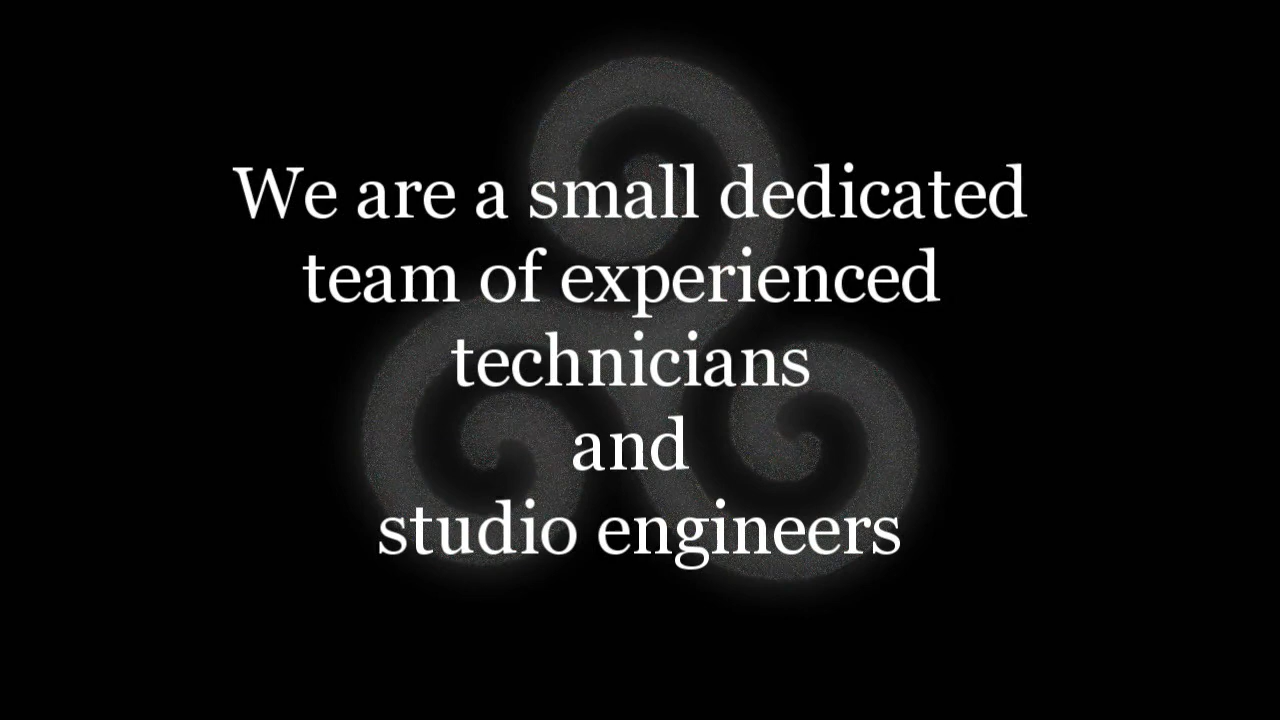 We are a small dedicated
team of experienced
technicians
and
studio engineers